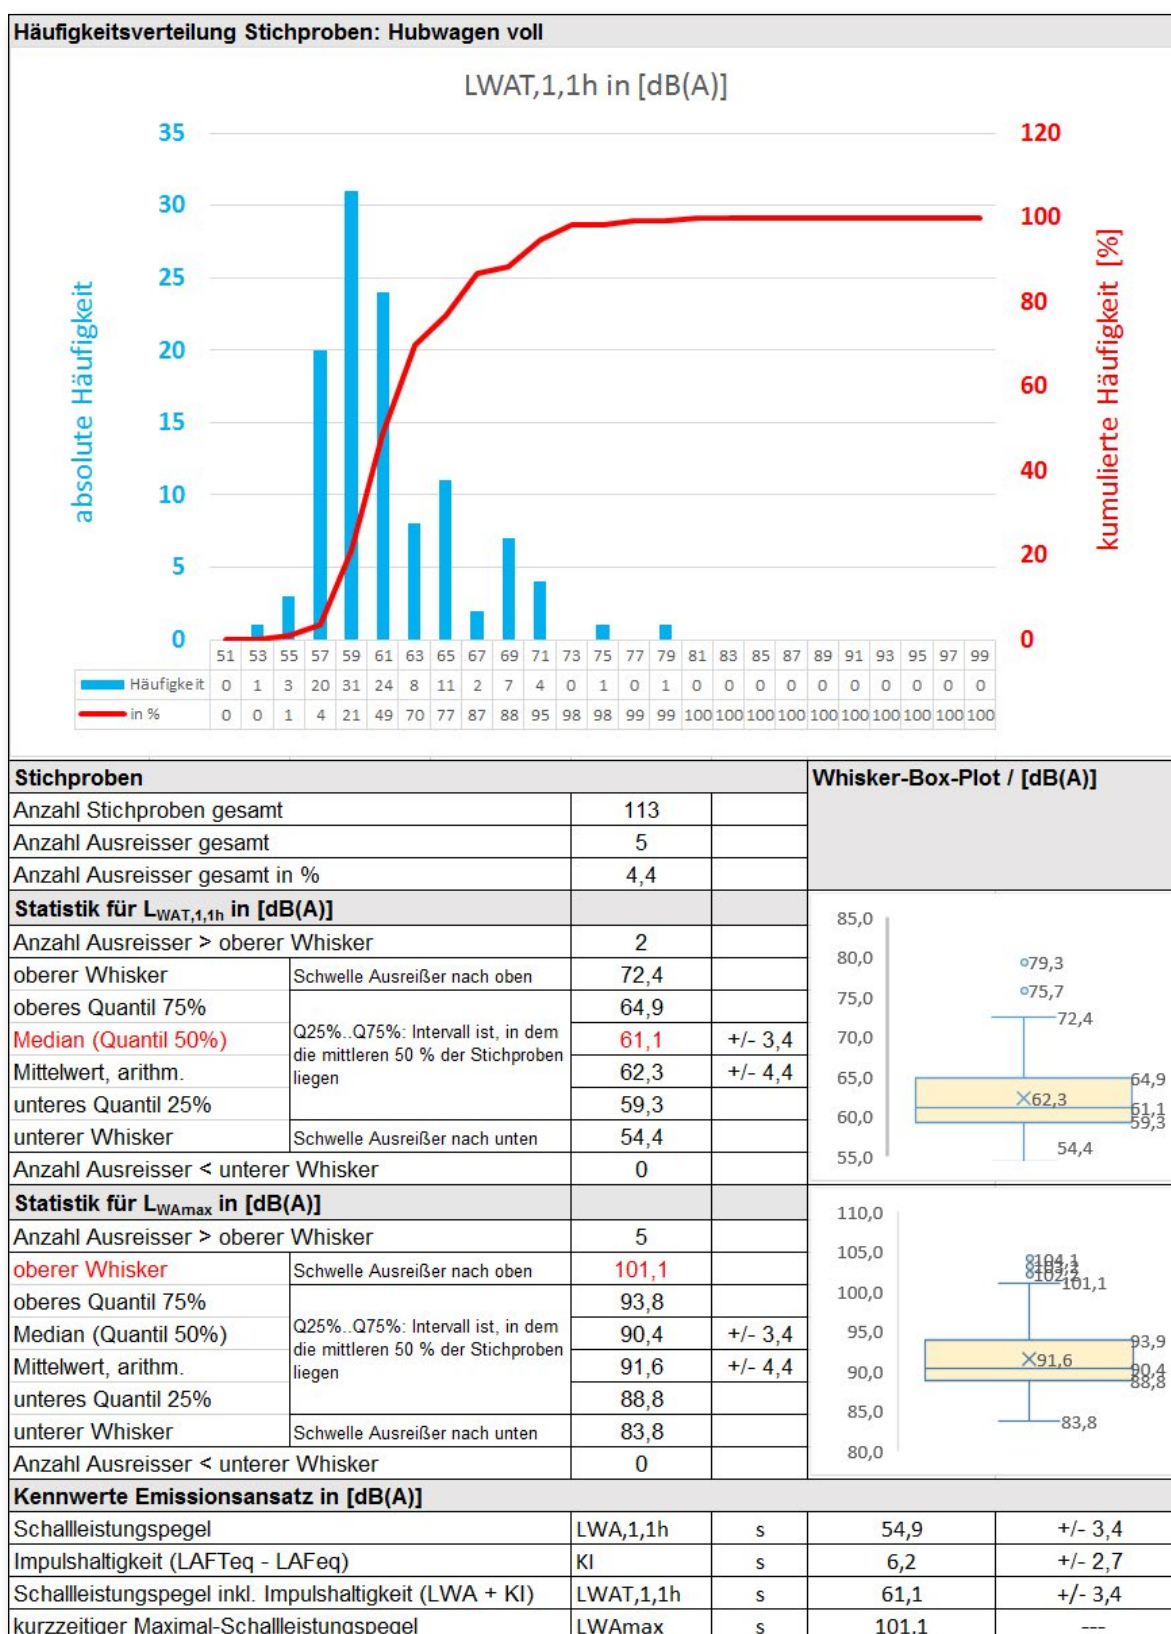 Häufigkeitsverteilung Stichproben: Hubwagen voll
LWAT,1,1h in [dB(A)]
absolute Häufigkeit
35
30
25
20
15
10
5
0
120
100
80
60
40
20
0
kumulierte Häufigkeit [%]
51 53 55 57 59 61 63 65 67 69 71 73 75 77 79 81 83 85 87 89 91 93 95 97 99
Häufigkeit 0 1 3 20 31 24 8 11 2 7 4 0 1 0 1 0 0 0 0 0 0 0 0 0 0
in % 0 0 1 4 21 49 70 77 87 88 95 98 98 99 99 100 100 100 100 100 100 100 100 100 100
Stichproben
Anzahl Stichproben gesamt 113
Anzahl Ausreisser gesamt 5
Anzahl Ausreisser gesamt in % 4,4
Statistik für LWAT,1,1h in [dB(A)]
Anzahl Ausreisser > oberer Whisker 2
oberer Whisker Schwelle Ausreißer nach oben 72,4
oberes Quantil 75% 64,9
Median (Quantil 50%) 61,1 +/- 3,4
Q25%..Q75%: Intervall ist, in dem
die mittleren 50 % der Stichproben
liegen
Mittelwert, arithm. 62,3 +/- 4,4
unteres Quantil 25% 59,3
unterer Whisker Schwelle Ausreißer nach unten 54,4
Anzahl Ausreisser < unterer Whisker 0
Statistik für LWAmax in [dB(A)]
Anzahl Ausreisser > oberer Whisker 5
oberer Whisker Schwelle Ausreißer nach oben 101,1
oberes Quantil 75% 93,8
Median (Quantil 50%) 90,4 +/- 3,4
Q25%..Q75%: Intervall ist, in dem
die mittleren 50 % der Stichproben
liegen
Mittelwert, arithm. 91,6 +/- 4,4
unteres Quantil 25% 88,8
unterer Whisker Schwelle Ausreißer nach unten 83,8
Anzahl Ausreisser < unterer Whisker 0
Whisker-Box-Plot / [dB(A)]
85,0
80,0
75,0
70,0
65,0
60,0
55,0
79,3
75,7
72,4
64,9
62,3
61,1
59,3
54,4
110,0
105,0
100,0
95,0
90,0
85,0
80,0
104,1
102,2
101,1
93,9
91,6
90,4
88,8
83,8
Kennwerte Emissionsansatz in [dB(A)]
Schallleistungspegel LWA,1,1h s 54,9 +/- 3,4
Impulshaltigkeit (LAFTeq - LAFeq) KI s 6,2 +/- 2,7
Schallleistungspegel inkl. Impulshaltigkeit (LWA + KI) LWAT,1,1h s 61,1 +/- 3,4
kurzzeitiger Maximal-Schallleistungspegel LWAmax s 101,1 ---